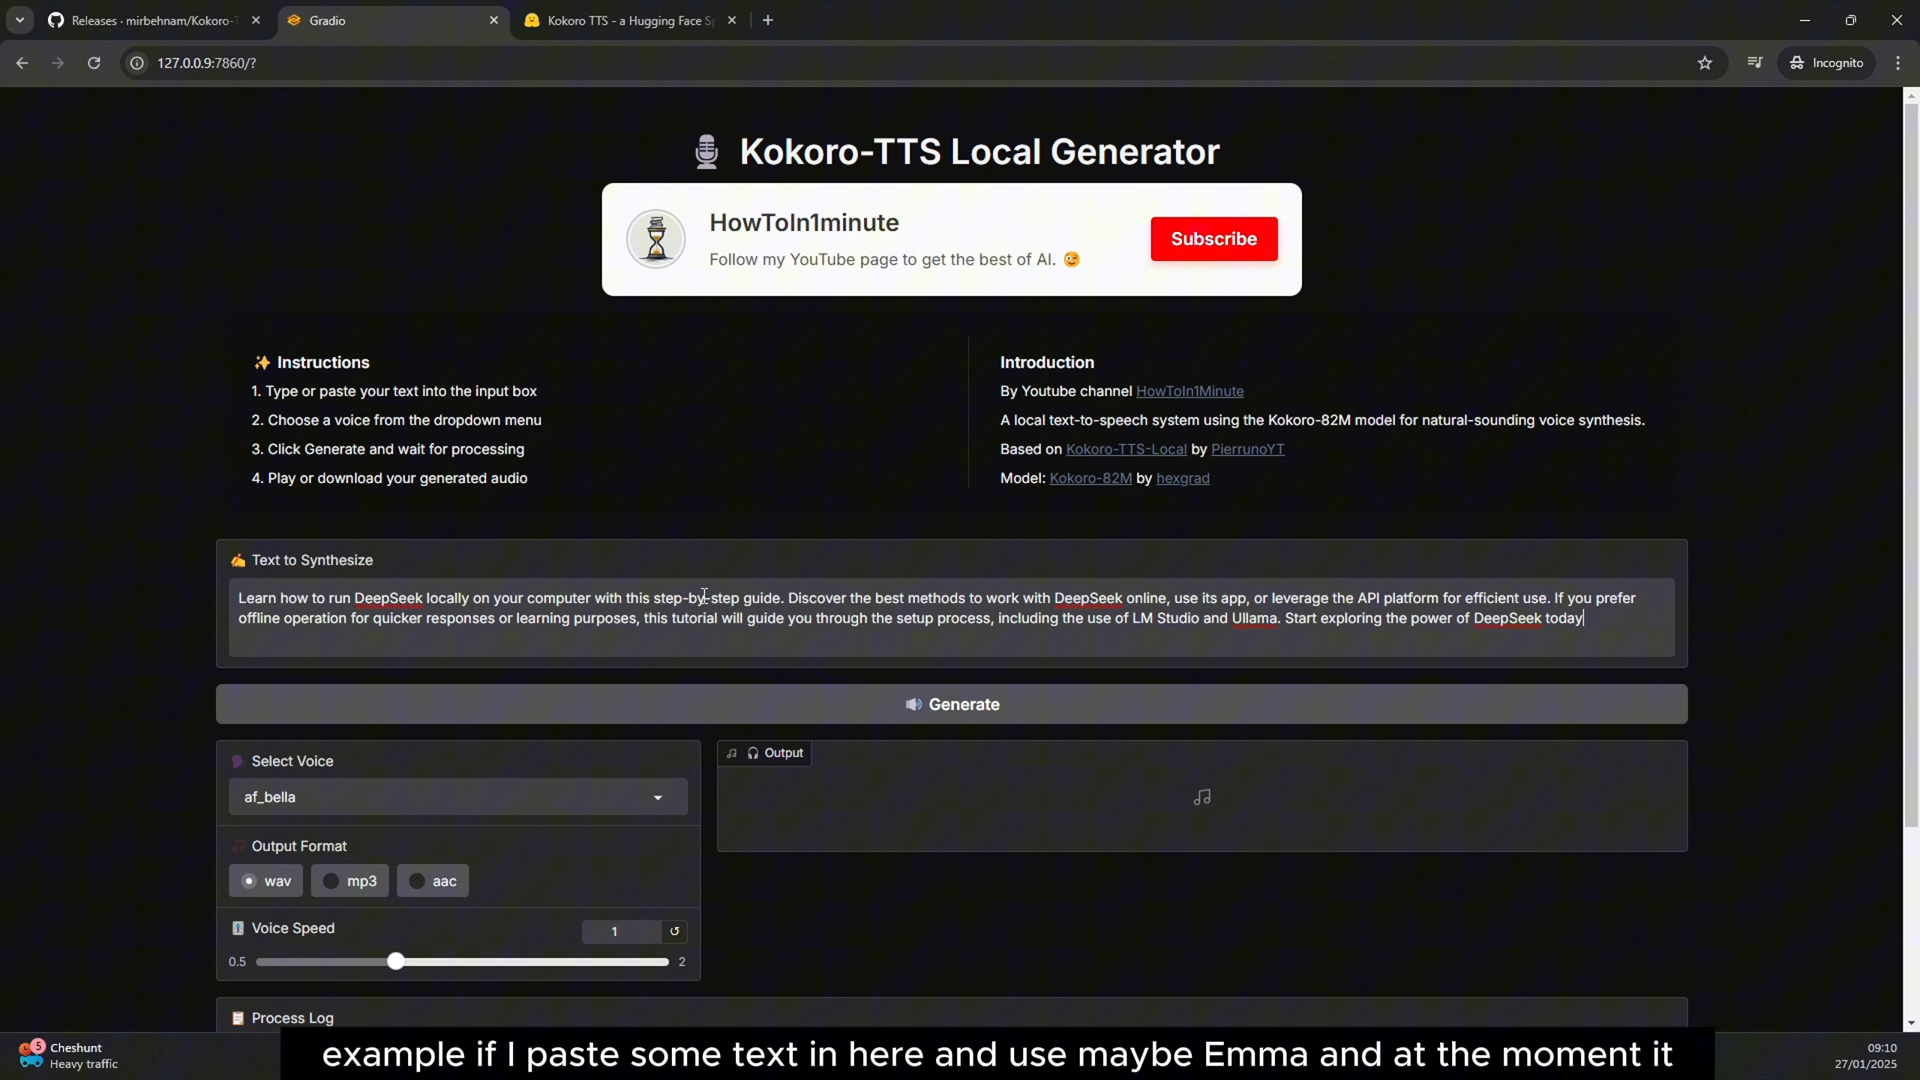 Releases · mirbehnam/Kokoro-T
Gradio
Kokoro TTS - a Hugging Face S
127.0.0.9:7860/?
Incognito
Kokoro-TTS Local Generator
HowToIn1minute
Follow my YouTube page to get the best of AI. 😉
Subscribe
✨ Instructions
1. Type or paste your text into the input box
2. Choose a voice from the dropdown menu
3. Click Generate and wait for processing
4. Play or download your generated audio
Introduction
By Youtube channel HowToIn1Minute
A local text-to-speech system using the Kokoro-82M model for natural-sounding voice synthesis.
Based on Kokoro-TTS-Local by PierrunoYT
Model: Kokoro-82M by hexgrad
✍️ Text to Synthesize
Learn how to run DeepSeek locally on your computer with this step-by-step guide. Discover the best methods to work with DeepSeek online, use its app, or leverage the API platform for efficient use. If you prefer
offline operation for quicker responses or learning purposes, this tutorial will guide you through the setup process, including the use of LM Studio and Ullama. Start exploring the power of DeepSeek today
🔊 Generate
Select Voice
af_bella
Output Format
wav mp3 aac
Voice Speed
1
0.5
2
🎧 Output
📋 Process Log
5
Cheshunt
Heavy traffic
example if I paste some text in here and use maybe Emma and at the moment it
09:10
27/01/2025